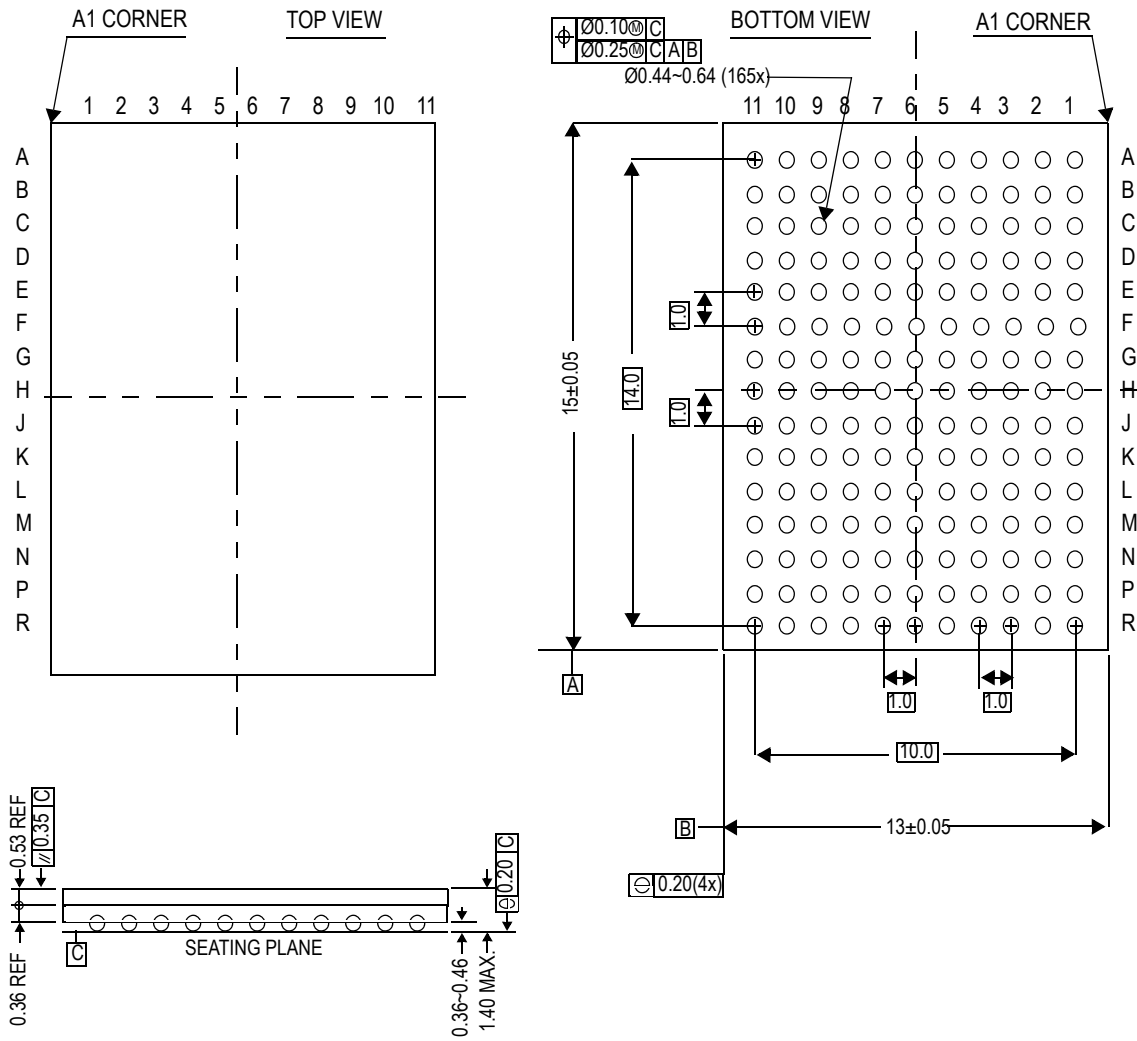 A1 CORNER
TOP VIEW
1 2 3 4 5 6 7 8 9 10 11
A
B
C
D
E
F
G
H
J
K
L
M
N
P
R
Ø0.10Ⓜ C
Ø0.25Ⓜ C A B
Ø0.44~0.64 (165x)
BOTTOM VIEW
A1 CORNER
11 10 9 8 7 6 5 4 3 2 1
A
B
C
D
E
F
G
H
J
K
L
M
N
P
R
15±0.05
14.0
1.0
1.0
A
1.0
1.0
10.0
B
13±0.05
0.20(4x)
0.53 REF
0.35 C
0.36 REF
C
SEATING PLANE
0.36~0.46
1.40 MAX.
0.20 C